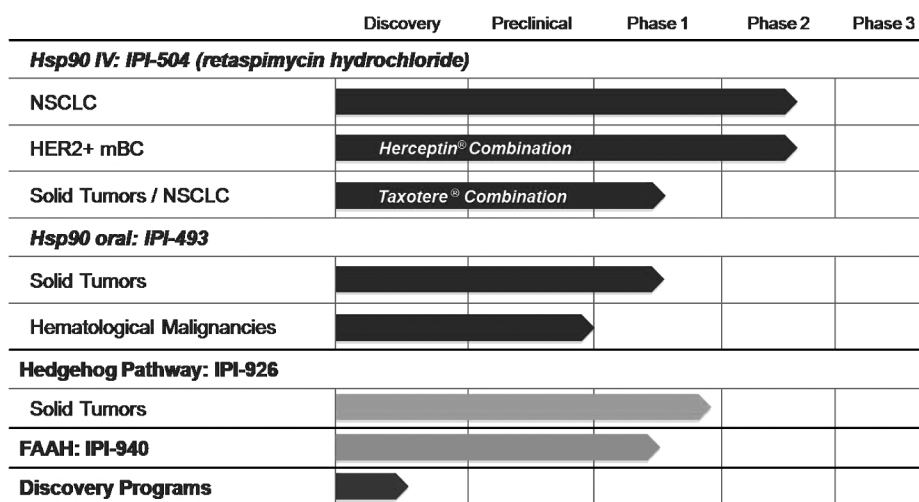 Discovery Preclinical Phase 1 Phase 2 Phase 3
Hsp90 IV: IPI-504 (retaspimycin hydrochloride)
NSCLC
HER2+ mBC Herceptin® Combination
Solid Tumors / NSCLC Taxotere® Combination
Hsp90 oral: IPI-493
Solid Tumors
Hematological Malignancies
Hedgehog Pathway: IPI-926
Solid Tumors
FAAH: IPI-940
Discovery Programs